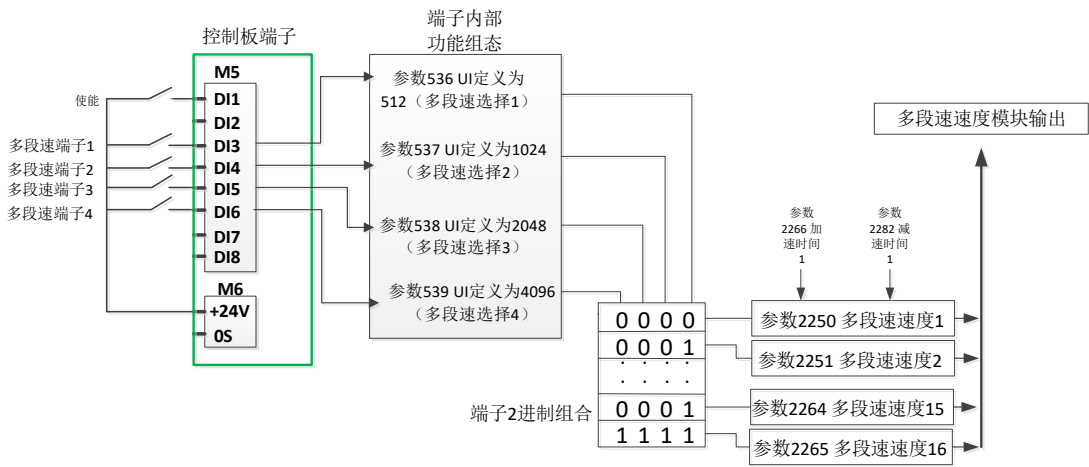 控制板端子
端子内部
功能组态
M5
DI1
DI2
DI3
DI4
DI5
DI6
DI7
DI8
M6
+24V
0S
使能
多段速端子1
多段速端子2
多段速端子3
多段速端子4
参数536 UI定义为
512（多段速选择1）
参数537 UI定义为1024
（多段速选择2）
参数538 UI定义为2048
（多段速选择3）
参数539 UI定义为4096
（多段速选择4）
多段速速度模块输出
参数
2266 加
速时间
1
参数
2282 减
速时间
1
0 0 0 0
0 0 0 1
. . . .
. . . .
0 0 0 1
1 1 1 1
端子2进制组合
参数2250 多段速速度1
参数2251 多段速速度2
参数2264 多段速速度15
参数2265 多段速速度16